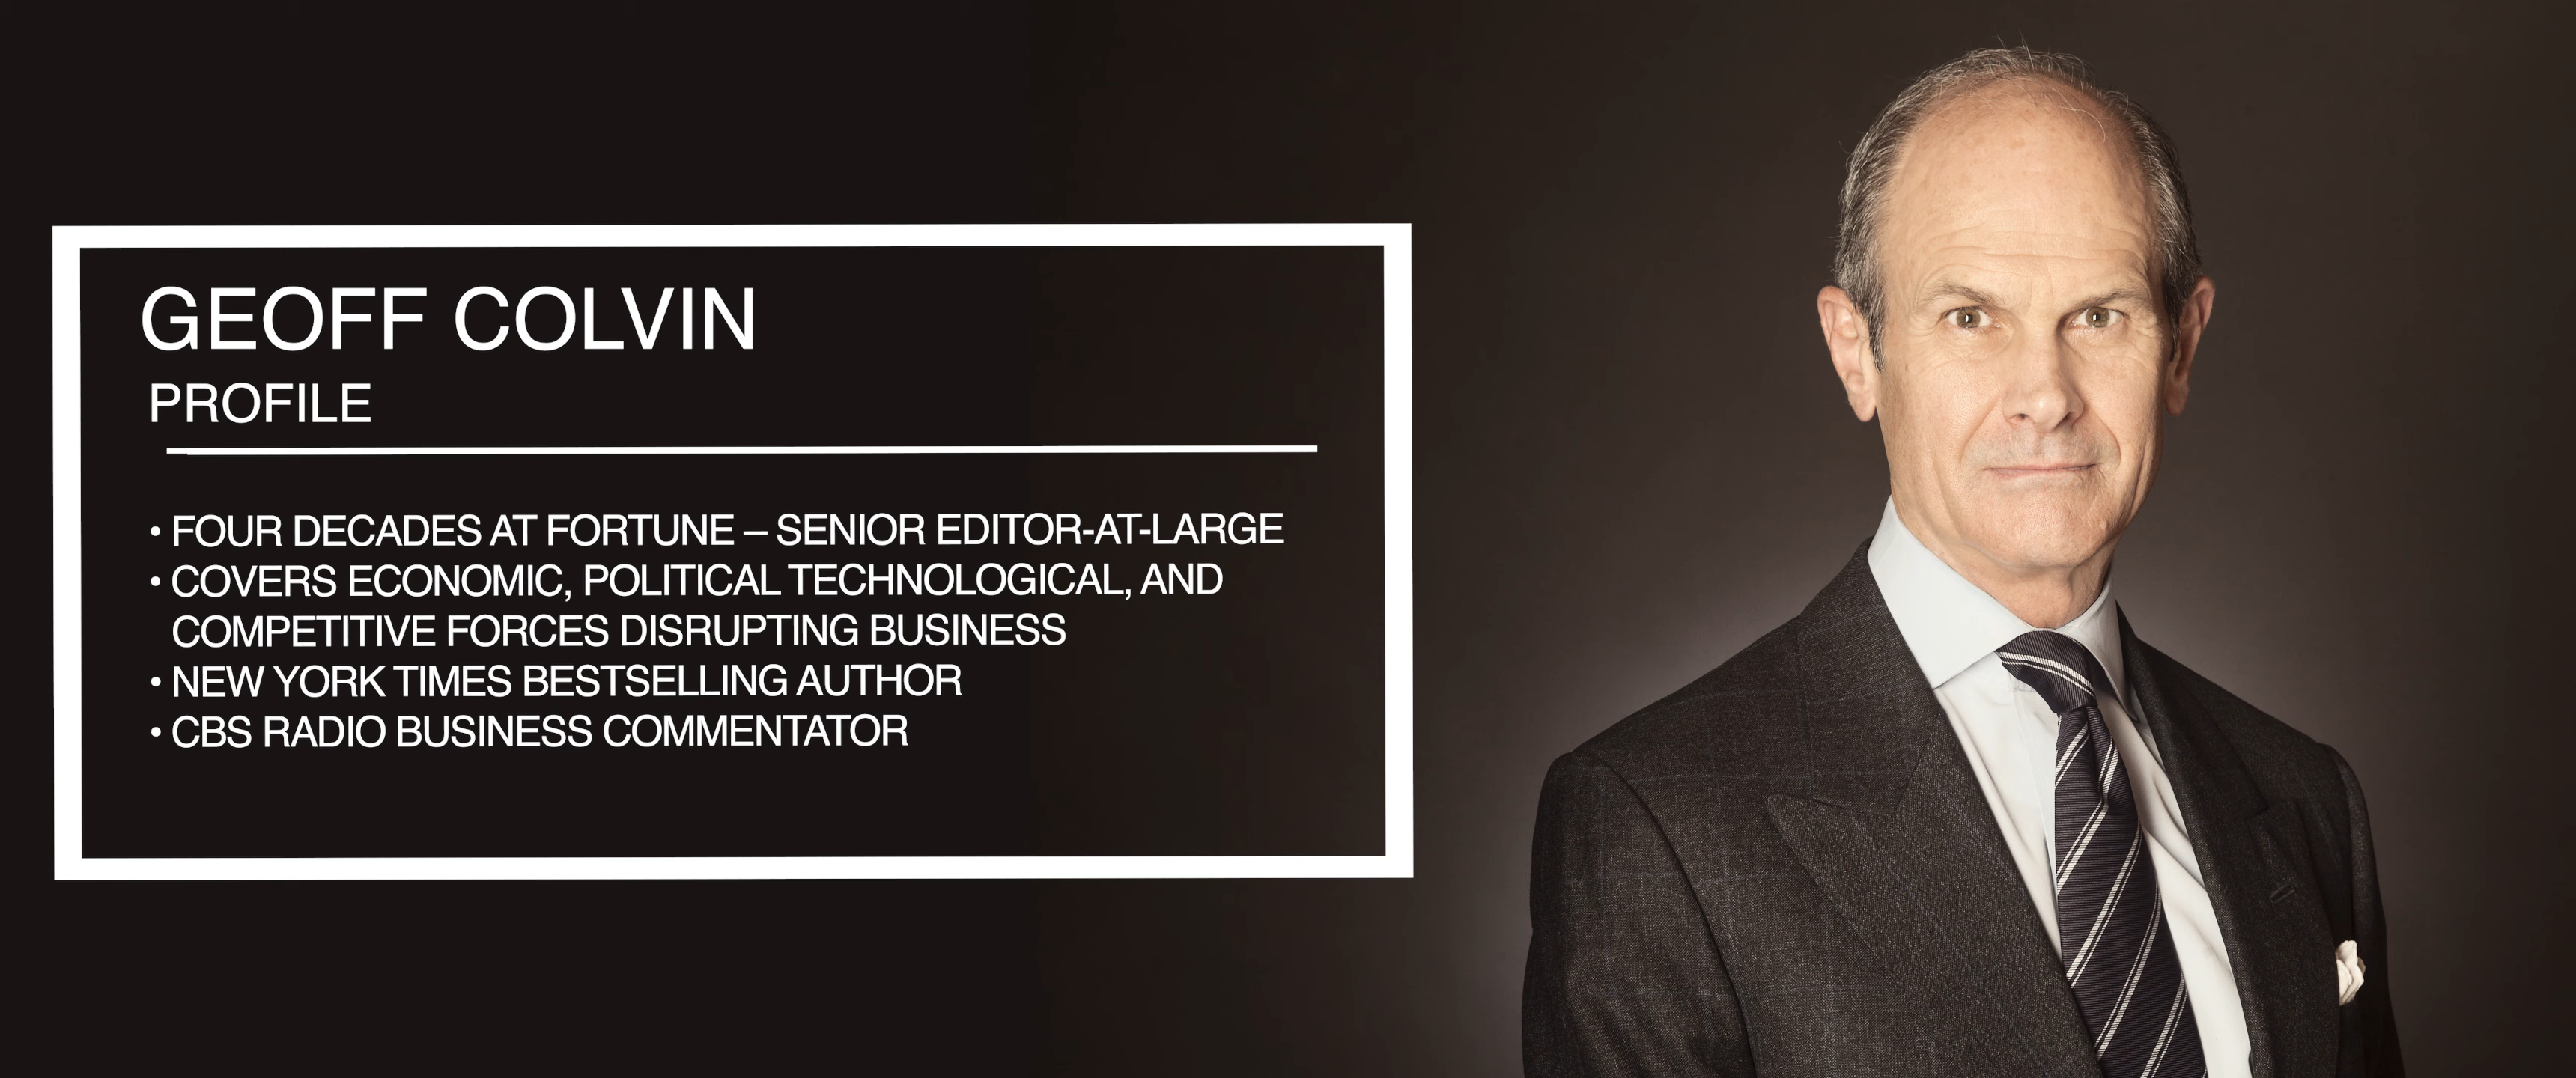 GEOFF COLVIN
PROFILE
• FOUR DECADES AT FORTUNE – SENIOR EDITOR-AT-LARGE
• COVERS ECONOMIC, POLITICAL TECHNOLOGICAL, AND
COMPETITIVE FORCES DISRUPTING BUSINESS
• NEW YORK TIMES BESTSELLING AUTHOR
• CBS RADIO BUSINESS COMMENTATOR